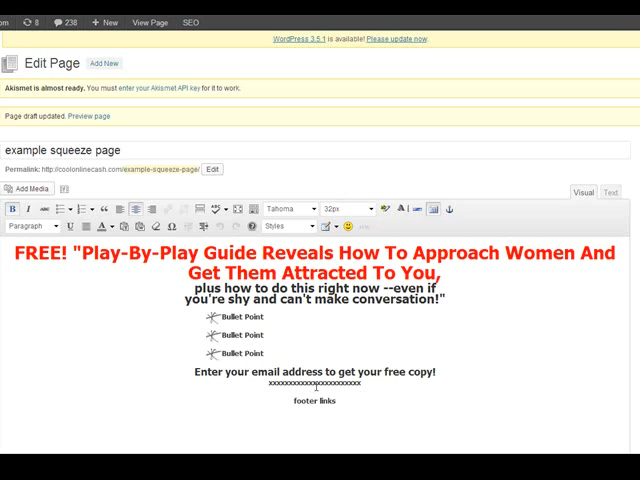 om 8 238 New View Page SEO
WordPress 3.5.1 is available! Please update now.
Edit Page Add New
Akismet is almost ready. You must enter your Akismet API key for it to work.
Page draft updated. Preview page
example squeeze page
Permalink: http://coolonlinecash.com/example-squeeze-page/ Edit
Add Media
Visual Text
B I ABC Tahoma 32px A
Paragraph U A Styles
FREE! "Play-By-Play Guide Reveals How To Approach Women And
Get Them Attracted To You,
plus how to do this right now --even if
you're shy and can't make conversation!"
Bullet Point
Bullet Point
Bullet Point
Enter your email address to get your free copy!
xxxxxxxxxxxxxxxxxxxxxxx
footer links